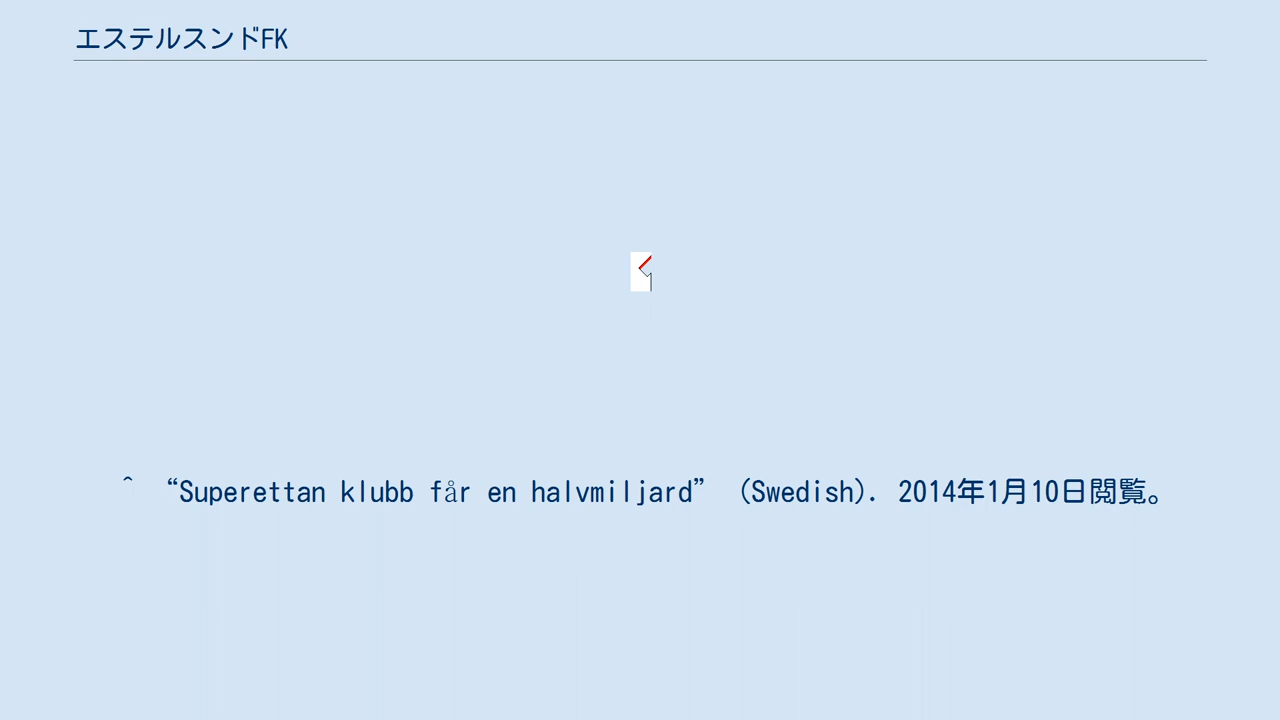 エステルスンドFK
^ “Superettan klubb får en halvmiljard” (Swedish). 2014年1月10日閲覧。